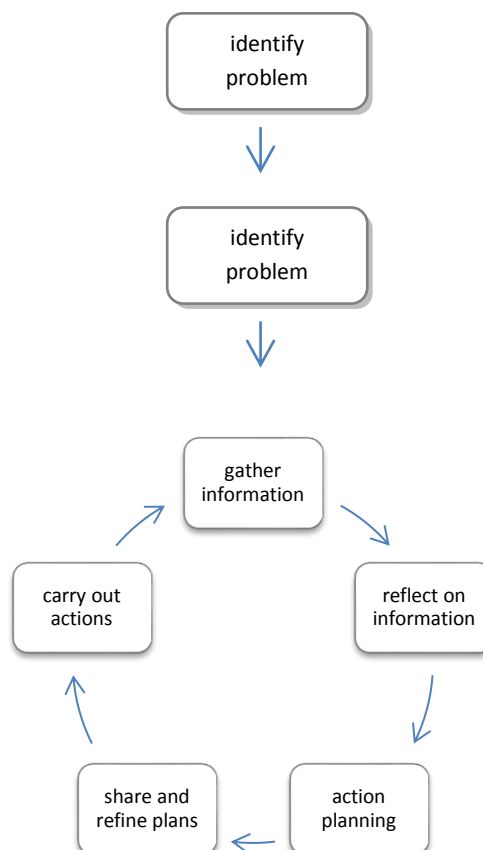 identify
problem
identify
problem
gather
information
reflect on
information
action
planning
share and
refine plans
carry out
actions